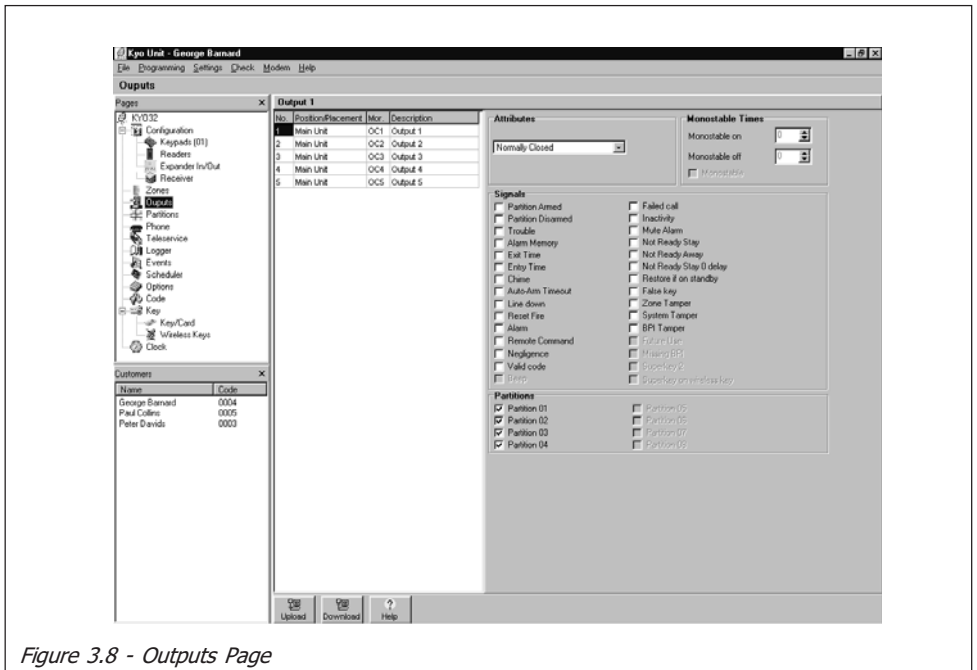 Kyo Unit - George Barnard
File Programming Settings Check Modem Help
Ouputs
Pages
KYO32
Configuration
Keypads (01)
Readers
Expander In/Out
Receiver
Zones
Ouputs
Partitions
Phone
Teleservice
Logger
Events
Scheduler
Options
Code
Key
Key/Card
Wireless Keys
Clock
Customers
Name Code
George Barnard 0004
Paul Collins 0005
Peter Davids 0003
Output 1
No. Position/Placement Mor. Description
1 Main Unit OC1 Output 1
2 Main Unit OC2 Output 2
3 Main Unit OC3 Output 3
4 Main Unit OC4 Output 4
5 Main Unit OC5 Output 5
Attributes
Normally Closed
Monostable Times
Monostable on 0
Monostable off 0
Monostable
Signals
Partition Armed
Partition Disarmed
Trouble
Alarm Memory
Exit Time
Entry Time
Chime
Auto-Arm Timeout
Line down
Reset Fire
Alarm
Remote Command
Negligence
Valid code
Beep
Failed call
Inactivity
Mute Alarm
Not Ready Stay
Not Ready Away
Not Ready Stay 0 delay
Restore if on standby
False key
Zone Tamper
System Tamper
BPI Tamper
Future Use
Missing BPI
Superkey 2
Superkey on wireless key
Partitions
Partition 01
Partition 02
Partition 03
Partition 04
Partition 05
Partition 06
Partition 07
Partition 08
Upload Download Help
Figure 3.8 - Outputs Page